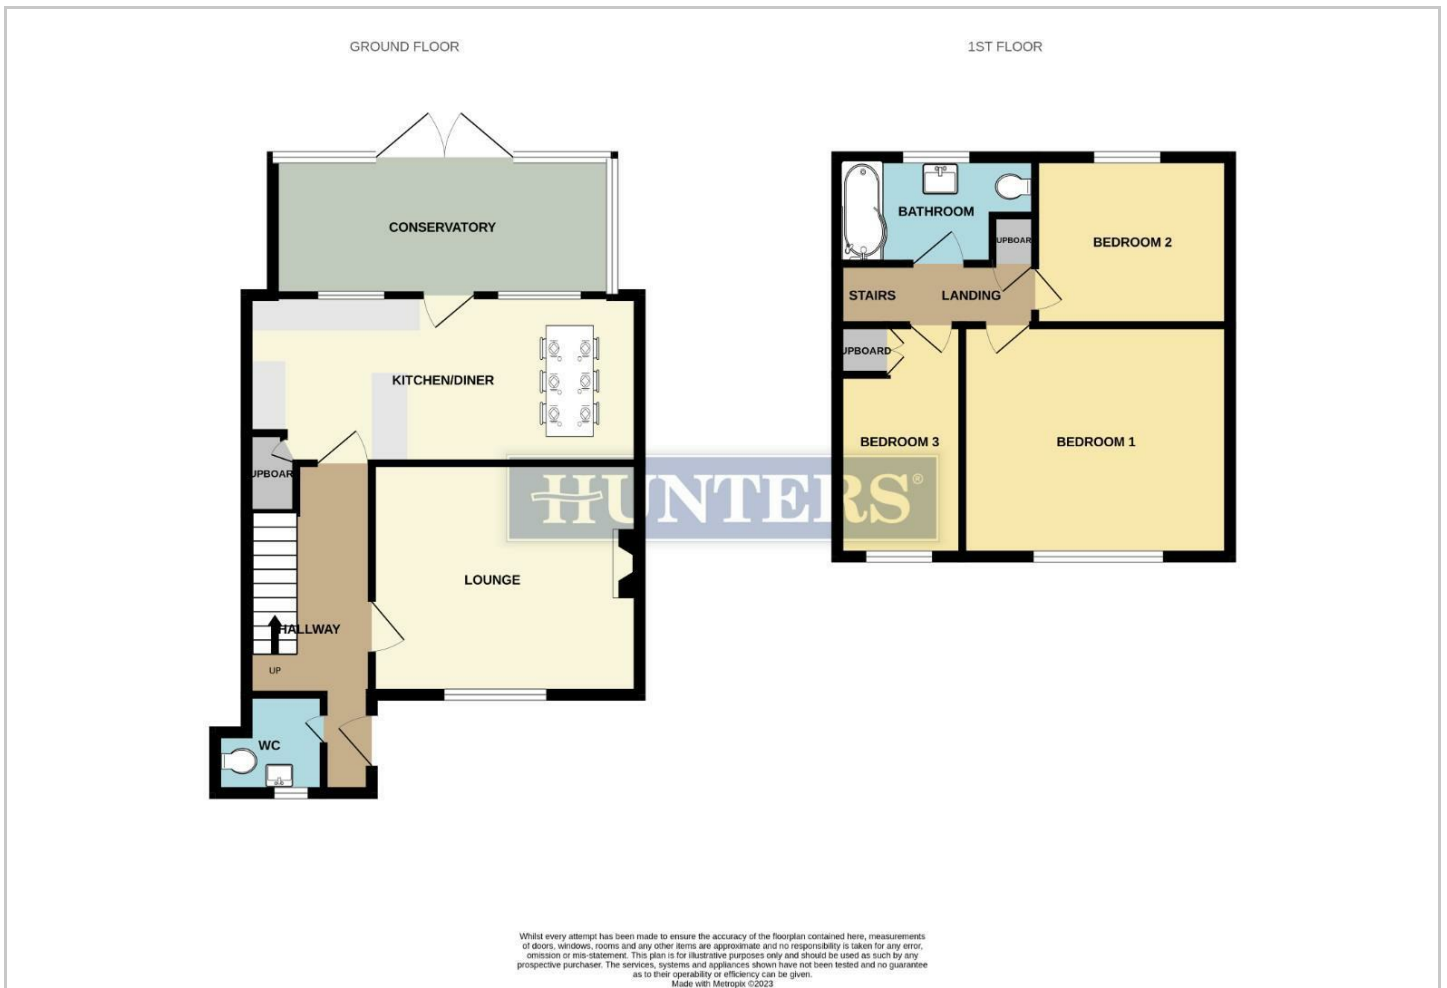 GROUND FLOOR
1ST FLOOR
CONSERVATORY
KITCHEN/DINER
UPBOAR
LOUNGE
HALLWAY
UP
WC
BATHROOM
UPBOAR
BEDROOM 2
STAIRS
LANDING
UPBOARD
BEDROOM 3
BEDROOM 1
HUNTERS®
Whilst every attempt has been made to ensure the accuracy of the floorplan contained here, measurements
of doors, windows, rooms and any other items are approximate and no responsibility is taken for any error,
omission or mis-statement. This plan is for illustrative purposes only and should be used as such by any
prospective purchaser. The services, systems and appliances shown have not been tested and no guarantee
as to their operability or efficiency can be given.
Made with Metropix ©2023